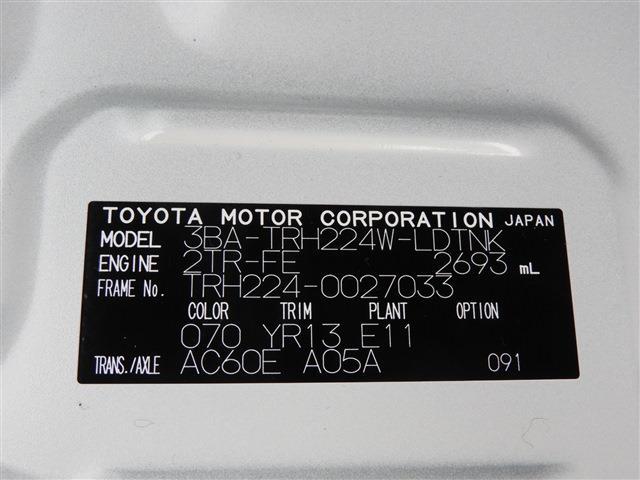 TOYOTA MOTOR CORPORATION JAPAN
MODEL 3BA-TRH224W-LDTNK
ENGINE 2TR-FE 2693 mL
FRAME No. TRH224-0027033
COLOR TRIM PLANT OPTION
070 YR13 E11
TRANS./AXLE AC60E A05A 091